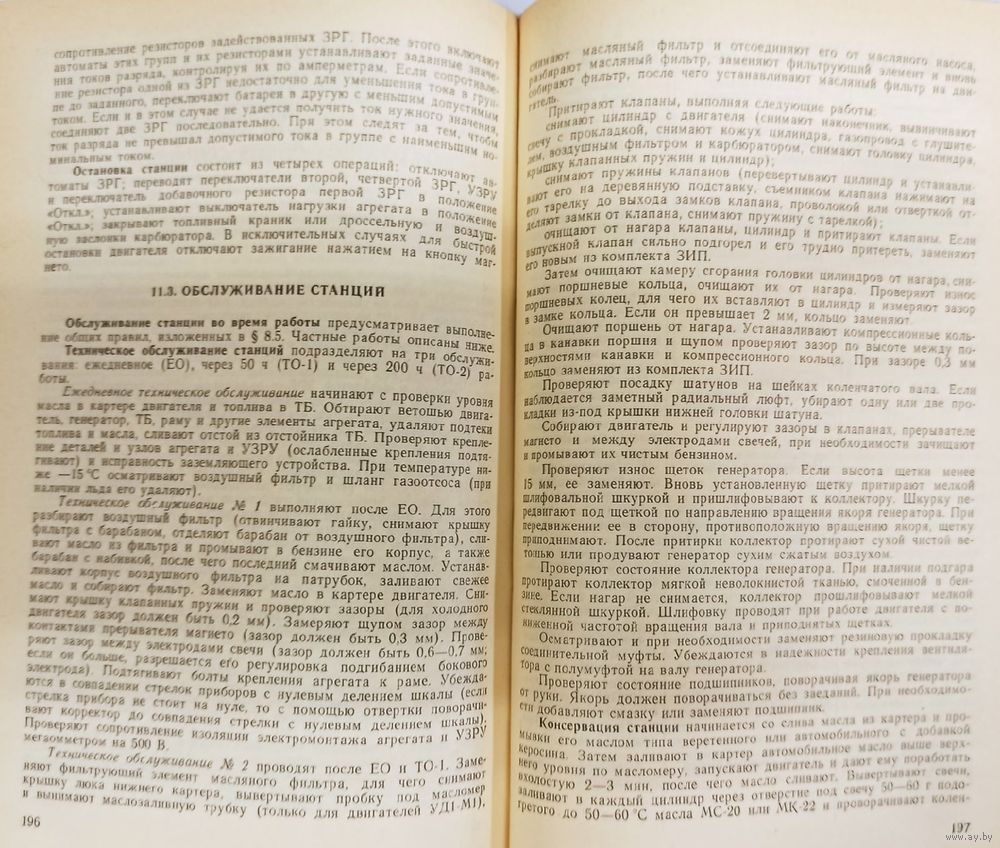 сопротивление резисторов задействованных ЗРГ. После этого включают
автоматы этих групп и их резисторами устанавливают заданные значе-
ния токов разряда, контролируя их по амперметрам. Если сопротивле-
ние резистора одной из ЗРГ недостаточно для уменьшения тока в груп-
пе до заданного, переключают батарея в другую с меньшим допустимым
током. Если и в этом случае не удается получить ток нужного значения,
соединяют две ЗРГ последовательно. При этом следят за тем, чтобы
ток разряда не превышал допустимого тока в группе с наименьшим но-
минальным током.
Остановка станции состоит из четырех операций: отключают ав-
томаты ЗРГ; переводят переключатели второй, четвертой ЗРГ, УЗРУ
и переключатель добавочного резистора первой ЗРГ в положение
«Откл.»; устанавливают выключатель нагрузки агрегата в положение
«Откл.»; закрывают топливный краник или дроссельную и воздуш-
ную заслонки карбюратора. В исключительных случаях для быстрой
остановки двигателя отключают зажигание нажатием на кнопку маг-
нето.
11.3. ОБСЛУЖИВАНИЕ СТАНЦИЙ
Обслуживание станции во время работы предусматривает выполне-
ние общих правил, изложенных в § 8.5. Частные работы описаны ниже.
Техническое обслуживание станций подразделяют на три обслужи-
вания: ежедневное (ЕО), через 50 ч (ТО-1) и через 200 ч (ТО-2) ра-
боты.
Ежедневное техническое обслуживание начинают с проверки уровня
масла в картере двигателя и топлива в ТБ. Обтирают ветошью двига-
тель, генератор, ТБ, раму и другие элементы агрегата, удаляют подтеки
топлива и масла, сливают отстой из отстойника ТБ. Проверяют крепле-
ние деталей и узлов агрегата и УЗРУ (ослабленные крепления подтя-
гивают) и исправность заземляющего устройства. При температуре ни-
же —15 °C осматривают воздушный фильтр и шланг газоотсоса (при
наличии льда его удаляют).
Техническое обслуживание № 1 выполняют после ЕО. Для этого
разбирают воздушный фильтр (отвинчивают гайку, снимают крышку
фильтра с барабаном, отделяют барабан от воздушного фильтра), сли-
вают масло из фильтра и промывают в бензине его корпус, а также
барабан с набивкой, после чего последний смачивают маслом. Устанав-
ливают корпус воздушного фильтра на патрубок, заливают свежее
масло и собирают фильтр. Заменяют масло в картере двигателя. Сни-
мают крышку клапанных пружин и проверяют зазоры (для холодного
двигателя зазор должен быть 0,2 мм). Замеряют щупом зазор между
контактами прерывателя магнето (зазор должен быть 0,3 мм). Прове-
ряют зазор между электродами свечи (зазор должен быть 0,6—0,7 мм;
если он больше, разрешается его регулировка подгибанием бокового
электрода). Подтягивают болты крепления агрегата к раме. Убежда-
ются в совпадении стрелок приборов с нулевым делением шкалы (если
стрелка прибора не стоит на нуле, то с помощью отвертки поворачи-
вают корректор до совпадения стрелки с нулевым делением шкалы).
Проверяют сопротивление изоляции электромонтажа агрегата и УЗРУ
мегаомметром на 500 В.
Техническое обслуживание № 2 проводят после ЕО и ТО-1. Заме-
няют фильтрующий элемент масляного фильтра, для чего снимают
крышку люка нижнего картера, вывертывают пробку под масломер
и вынимают маслозаливную трубку (только для двигателей УД1-М1),
196
снимают масляный фильтр и отсоединяют его от масляного насоса,
разбирают масляный фильтр, заменяют фильтрующий элемент и вновь
собирают фильтр, после чего устанавливают масляный фильтр на дви-
гатель.
Притирают клапаны, выполняя следующие работы:
снимают цилиндр с двигателя (снимают наконечник, вывинчивают
свечу с прокладкой, снимают кожух цилиндра, газопровод с глушите-
лем, воздушным фильтром и карбюратором, снимают головку цилиндра,
крышку клапанных пружин и цилиндр);
снимают пружины клапанов (перевертывают цилиндр и устанавли-
вают его на деревянную подставку, съемником клапана нажимают на
его тарелку до выхода замков клапана, проволокой или отверткой от-
деляют замки от клапана, снимают пружину с тарелкой);
очищают от нагара клапаны, цилиндр и притирают клапаны. Если
выпускной клапан сильно подгорел и его трудно притереть, заменяют
его новым из комплекта ЗИП.
Затем очищают камеру сгорания головки цилиндров от нагара, сни-
мают поршневые кольца, очищают их от нагара. Проверяют износ
поршневых колец, для чего их вставляют в цилиндр и измеряют зазор
в замке кольца. Если он превышает 2 мм, кольцо заменяют.
Очищают поршень от нагара. Устанавливают компрессионные коль-
ца в канавки поршня и щупом проверяют зазор по высоте между по-
верхностями канавки и компрессионного кольца. При зазоре 0,3 мм
кольцо заменяют из комплекта ЗИП.
Проверяют посадку шатунов на шейках коленчатого вала. Если
наблюдается заметный радиальный люфт, убирают одну или две про-
кладки из-под крышки нижней головки шатуна.
Собирают двигатель и регулируют зазоры в клапанах, прерывателе
магнето и между электродами свечей, при необходимости зачищают
и промывают их чистым бензином.
Проверяют износ щеток генератора. Если высота щетки менее
15 мм, ее заменяют. Вновь установленную щетку притирают мелкой
шлифовальной шкуркой и пришлифовывают к коллектору. Шкурку пе-
редвигают под щеткой по направлению вращения якоря генератора. При
передвижении ее в сторону, противоположную вращению якоря, щетку
приподнимают. После притирки коллектор протирают сухой чистой ве-
тошью или продувают генератор сухим сжатым воздухом.
Проверяют состояние коллектора генератора. При наличии подгара
протирают коллектор мягкой неволокнистой тканью, смоченной в бен-
зине. Если нагар не снимается, коллектор прошлифовывают мелкой
стеклянной шкуркой. Шлифовку проводят при работе двигателя с по-
ниженной частотой вращения вала и приподнятых щетках.
Осматривают и при необходимости заменяют резиновую прокладку
соединительной муфты. Убеждаются в надежности крепления вентиля-
тора с полумуфтой на валу генератора.
Проверяют состояние подшипников, поворачивая якорь генератора
от руки. Якорь должен поворачиваться без заеданий. При необходимо-
сти добавляют смазку или заменяют подшипник.
Консервация станции начинается со слива масла из картера и про-
мывки его маслом типа веретенного или автомобильного с добавкой
керосина. Затем заливают в картер автомобильное масло выше верх-
него уровня по масломеру, запускают двигатель и дают ему поработать
вхолостую 2—3 мин, после чего масло сливают. Вывертывают свечи,
заливают в каждый цилиндр через отверстие под свечу 50—60 г подо-
гретого до 50—60 °C масла МС-20 или МК-22 и проворачивают колен-
197
www.ay.by